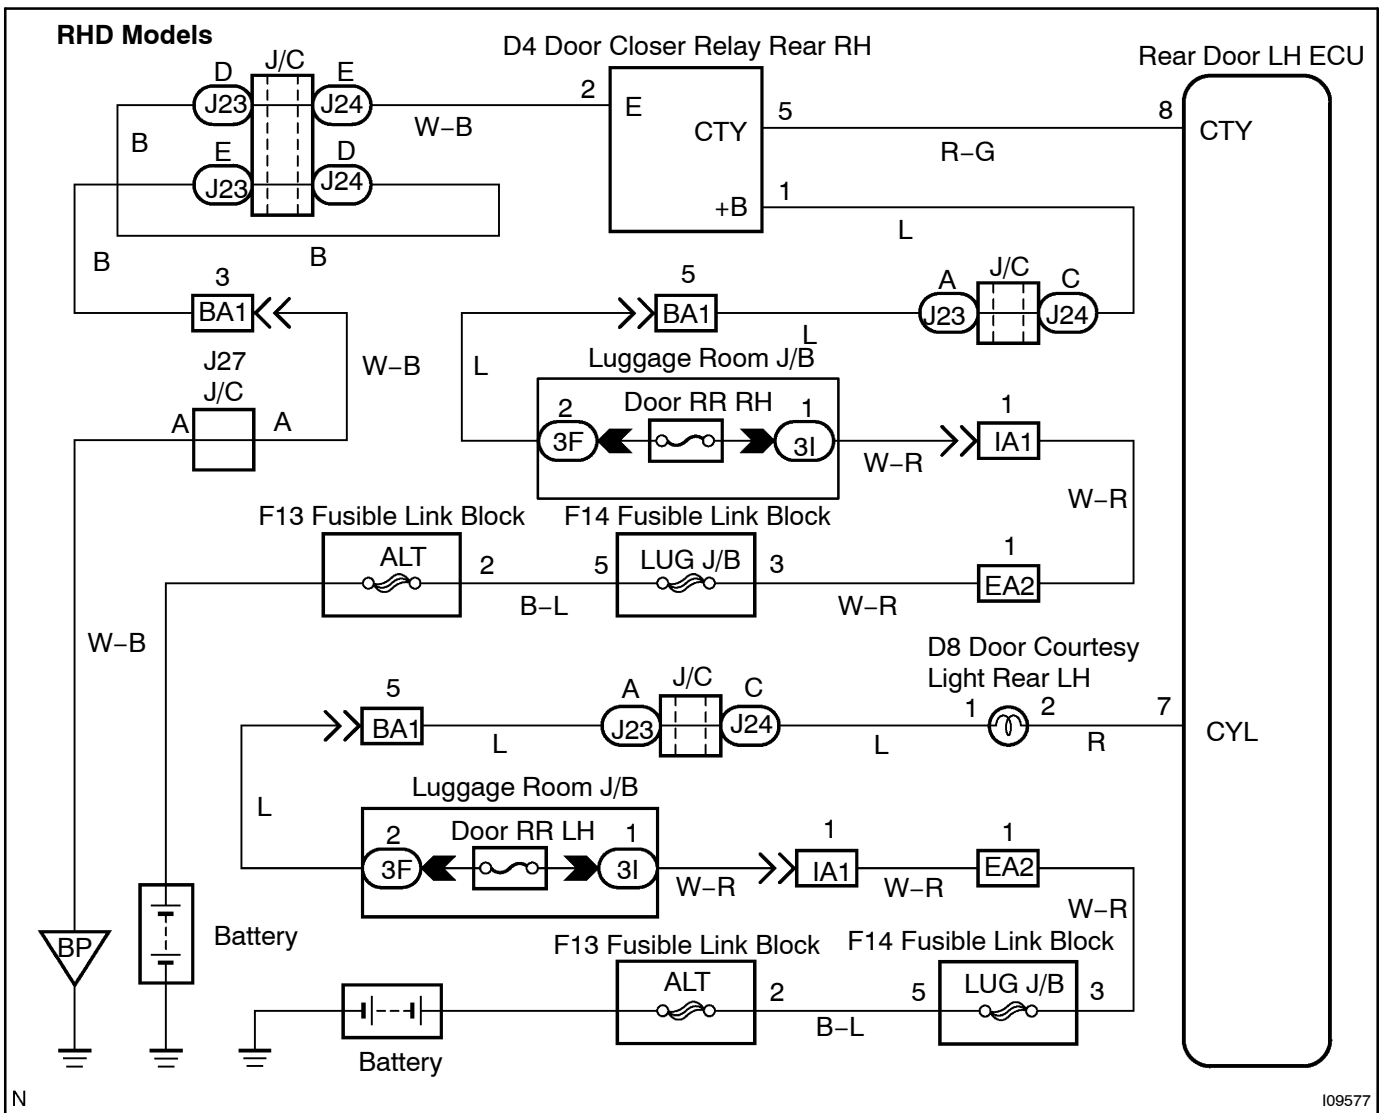 RHD Models
D4 Door Closer Relay Rear RH
Rear Door LH ECU
D J/C E
J23 J24
2
E
5
8
B
W-B
CTY
CTY
R-G
E D
J23 J24
1
+B
L
B
B
3
5
A J/C C
BA1
BA1
J23 J24
L
J27
J/C
W-B
L
Luggage Room J/B
A A
2 Door RR RH 1
1
3F 3I
IA1
W-R
W-R
F13 Fusible Link Block
F14 Fusible Link Block
ALT
2
5
LUG J/B
3
1
EA2
B-L
W-R
W-B
D8 Door Courtesy
Light Rear LH
5
A J/C C
1 2
7
BA1
J23 J24
CYL
L
L
R
Luggage Room J/B
L
2 Door RR LH 1
1
1
3F 3I
IA1
EA2
W-R
W-R
W-R
BP
Battery
F13 Fusible Link Block
F14 Fusible Link Block
ALT
2
5
LUG J/B
3
B-L
Battery
N
I09577